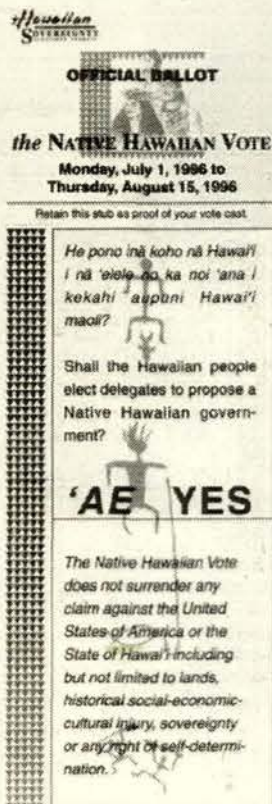 Hawaiian
SOVEREIGNTY
OFFICIAL BALLOT
the NATIVE HAWAIIAN VOTE
Monday, July 1, 1996 to
Thursday, August 15, 1996
Retain this stub as proof of your vote cast.
He pono inā koho nā Hawai'i
i nā 'elele no ka noi 'ana i
kekahi aupuni Hawai'i
maoli?
Shall the Hawaiian people
elect delegates to propose a
Native Hawaiian govern-
ment?
'AE YES
The Native Hawaiian Vote
does not surrender any
claim against the United
States of America or the
State of Hawai'i including
but not limited to lands,
historical social-economic-
cultural injury, sovereignty
or any right of self-determi-
nation.